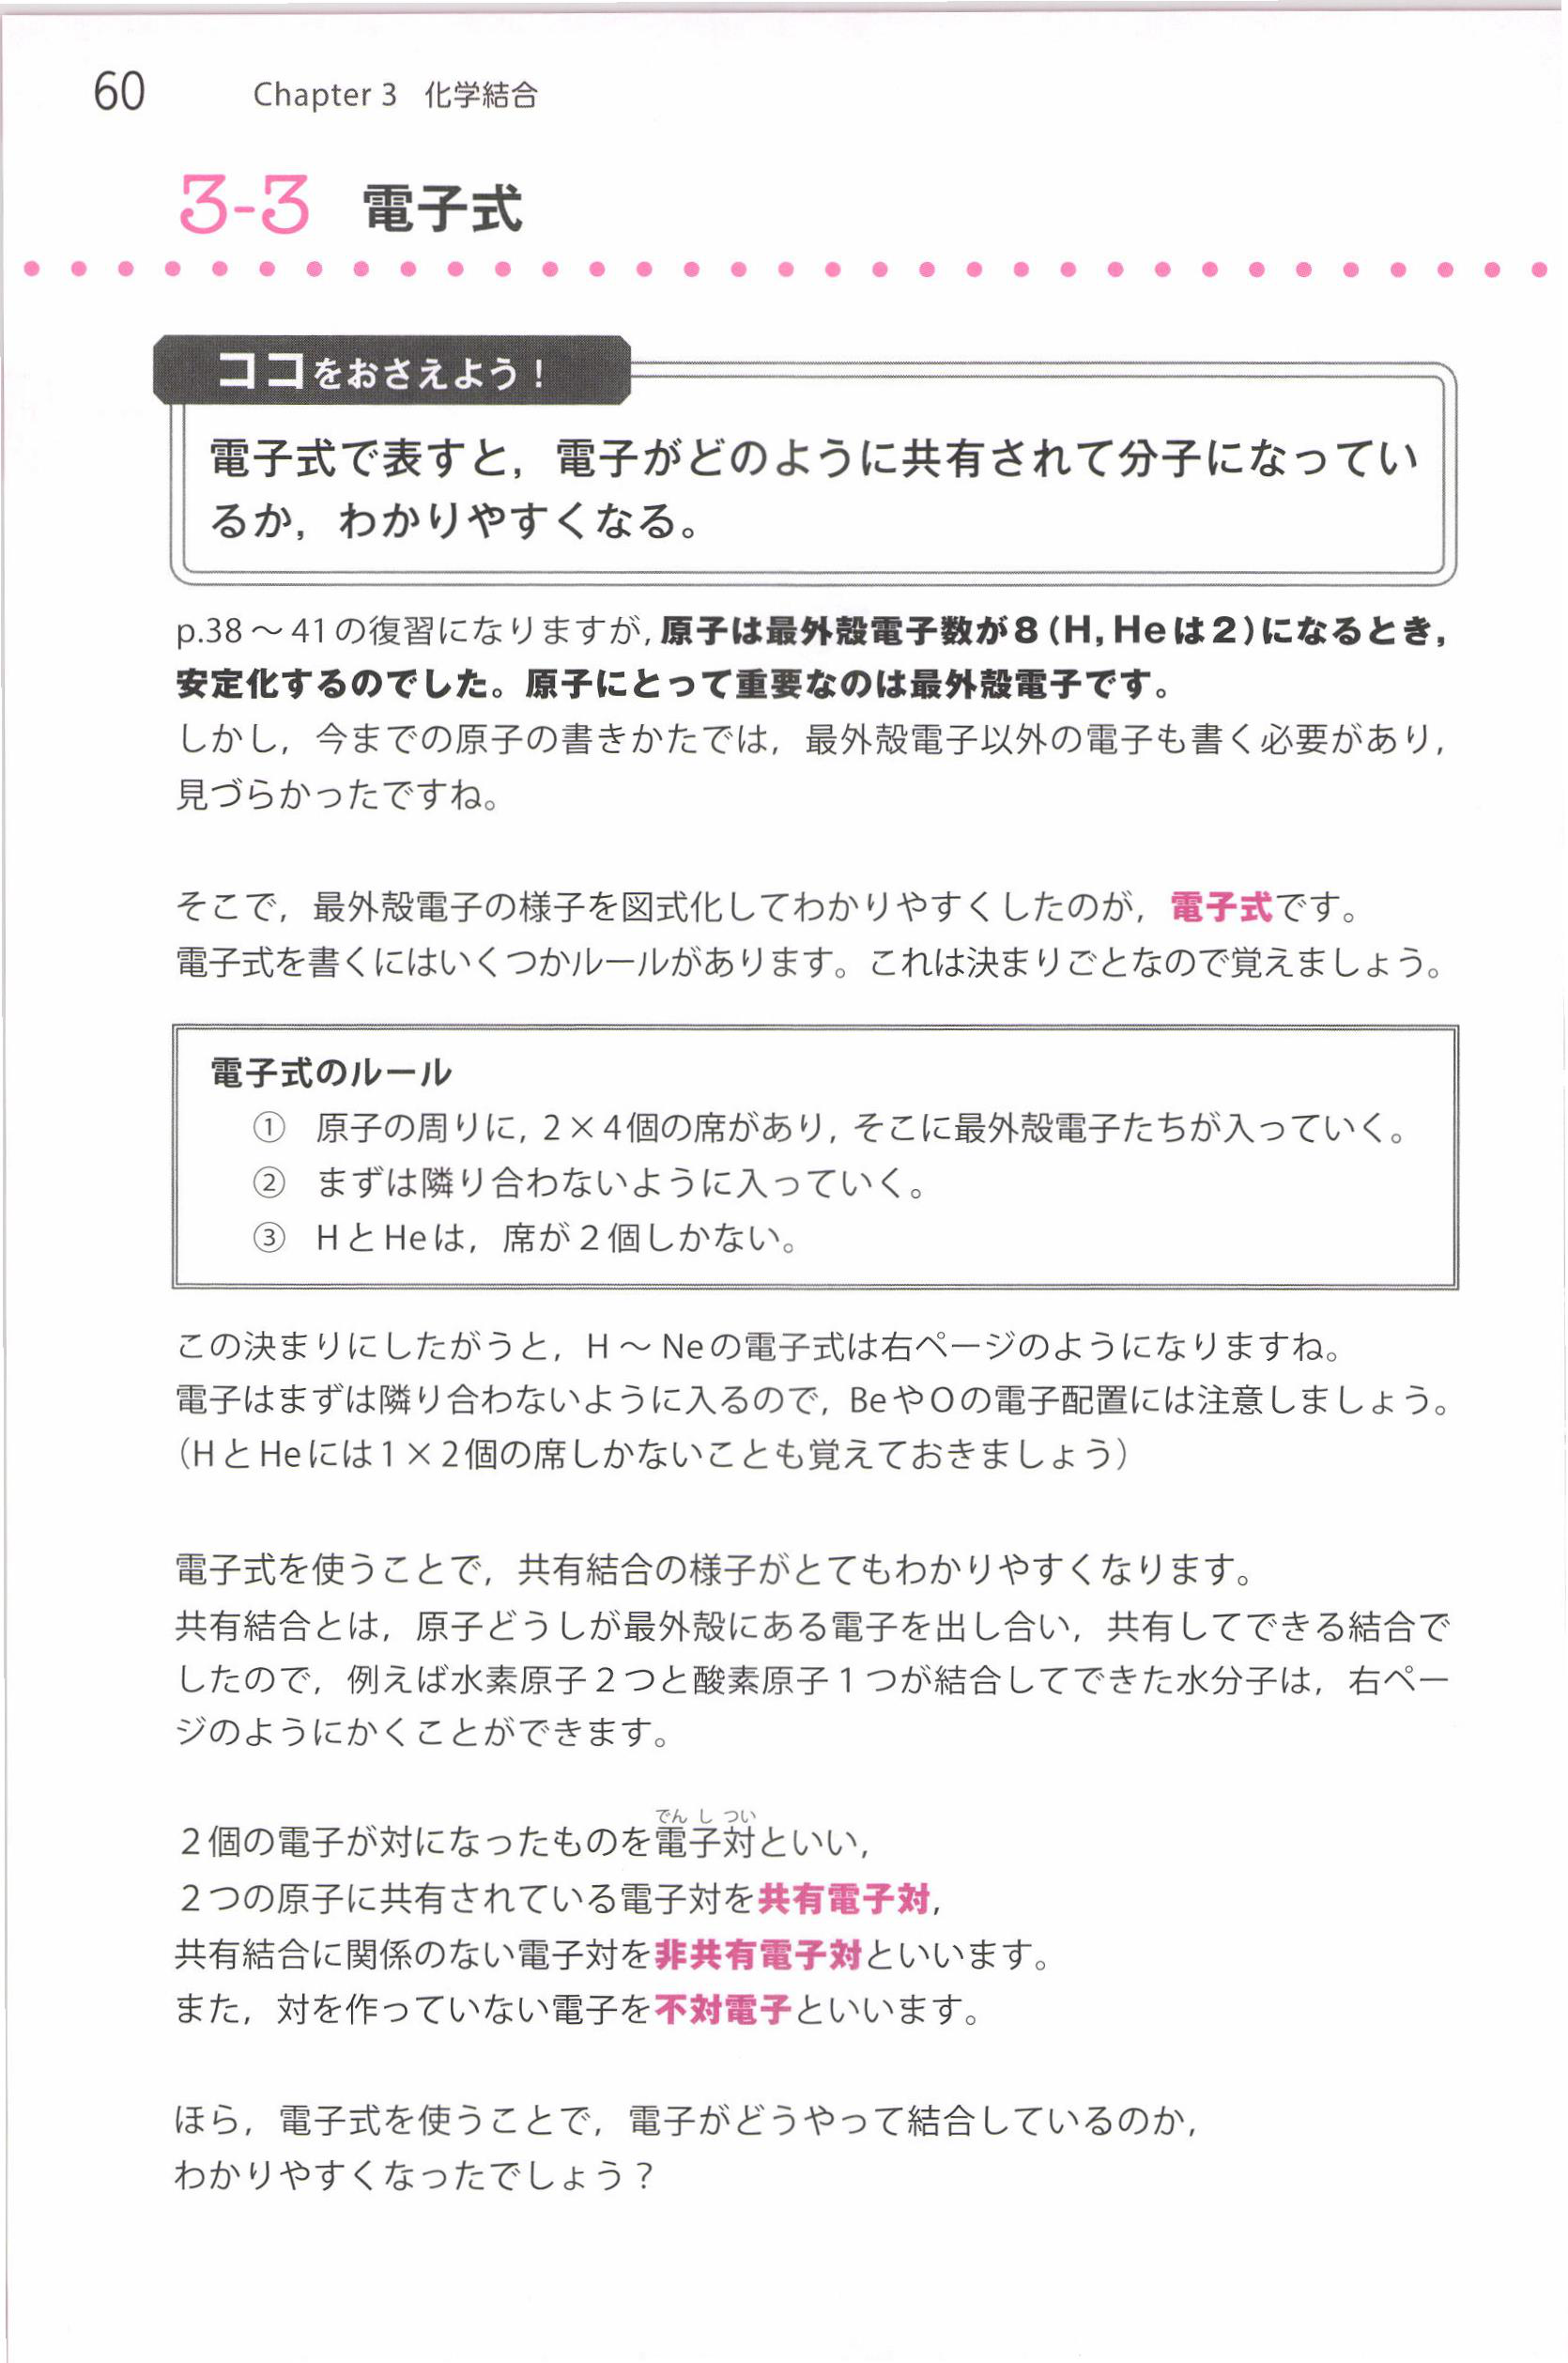 60 Chapter 3 化学結合
3-3 電子式
ココをおさえよう！
電子式で表すと，電子がどのように共有されて分子になってい
るか，わかりやすくなる。
p.38～41の復習になりますが，原子は最外殻電子数が8(H, Heは2)になるとき，
安定化するのでした。原子にとって重要なのは最外殻電子です。
しかし，今までの原子の書きかたでは，最外殻電子以外の電子も書く必要があり，
見づらかったですね。
そこで，最外殻電子の様子を図式化してわかりやすくしたのが，電子式です。
電子式を書くにはいくつかルールがあります。これは決まりごとなので覚えましょう。
電子式のルール
① 原子の周りに，2×4個の席があり，そこに最外殻電子たちが入っていく。
② まずは隣り合わないように入っていく。
③ HとHeは，席が2個しかない。
この決まりにしたがうと，H～Neの電子式は右ページのようになりますね。
電子はまずは隣り合わないように入るので，BeやOの電子配置には注意しましょう。
（HとHeには1×2個の席しかないことも覚えておきましょう）
電子式を使うことで，共有結合の様子がとてもわかりやすくなります。
共有結合とは，原子どうしが最外殻にある電子を出し合い，共有してできる結合で
したので，例えば水素原子2つと酸素原子1つが結合してできた水分子は，右ペー
ジのようにかくことができます。
でん し つい
2個の電子が対になったものを電子対といい，
2つの原子に共有されている電子対を共有電子対，
共有結合に関係のない電子対を非共有電子対といいます。
また，対を作っていない電子を不対電子といいます。
ほら，電子式を使うことで，電子がどうやって結合しているのか，
わかりやすくなったでしょう？